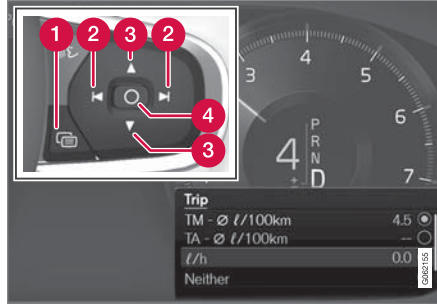 1
2
3
2
4
3
3
4
5
6
7
4
P
R
N
D
+
Trip
TM - Ø ℓ/100km 4.5
TA - Ø ℓ/100km --
ℓ/h 0.0
Neither
G062155